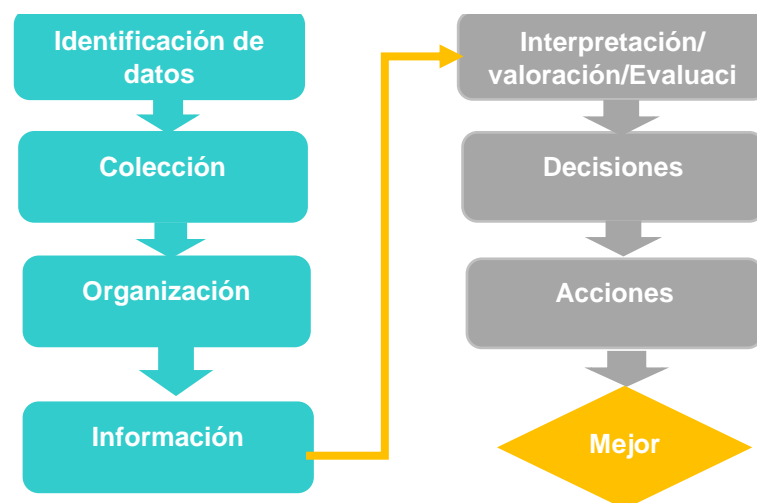 Identificación de
datos
Colección
Organización
Información
Interpretación/
valoración/Evaluaci
Decisiones
Acciones
Mejor